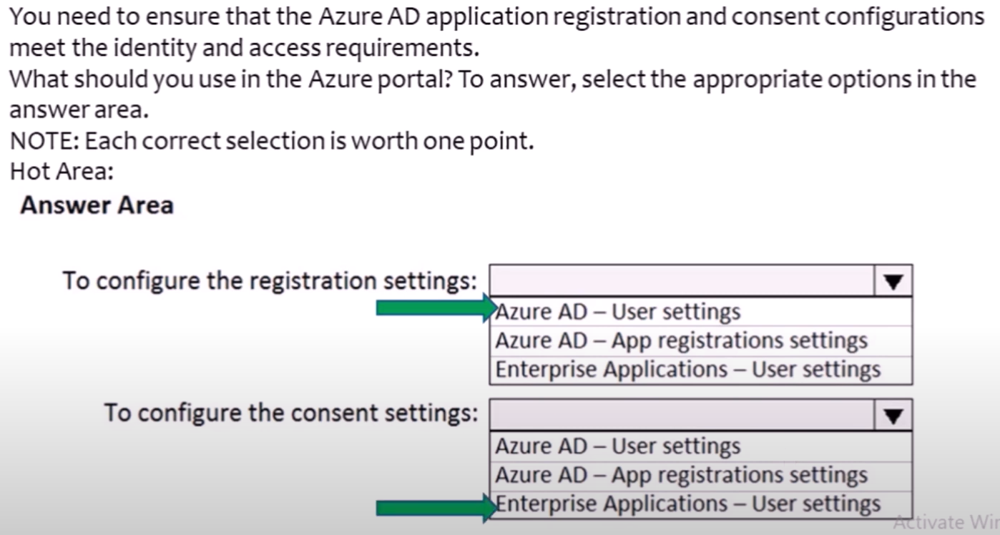 You need to ensure that the Azure AD application registration and consent configurations
meet the identity and access requirements.
What should you use in the Azure portal? To answer, select the appropriate options in the
answer area.
NOTE: Each correct selection is worth one point.
Hot Area:
Answer Area
To configure the registration settings:
Azure AD – User settings
Azure AD – App registrations settings
Enterprise Applications – User settings
To configure the consent settings:
Azure AD – User settings
Azure AD – App registrations settings
Enterprise Applications – User settings
Activate Win